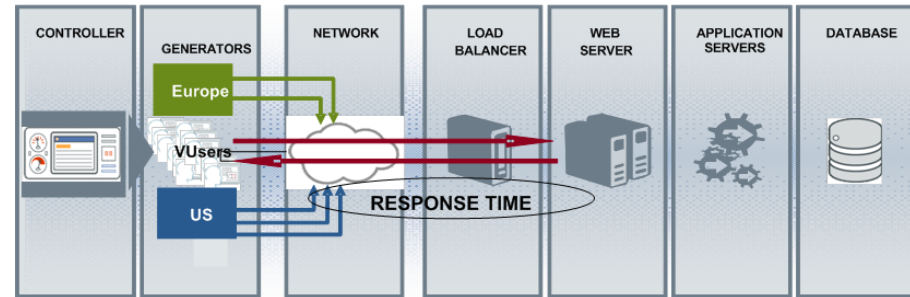 CONTROLLER
GENERATORS
NETWORK
LOAD
BALANCER
WEB
SERVER
APPLICATION
SERVERS
DATABASE
Europe
VUsers
US
RESPONSE TIME